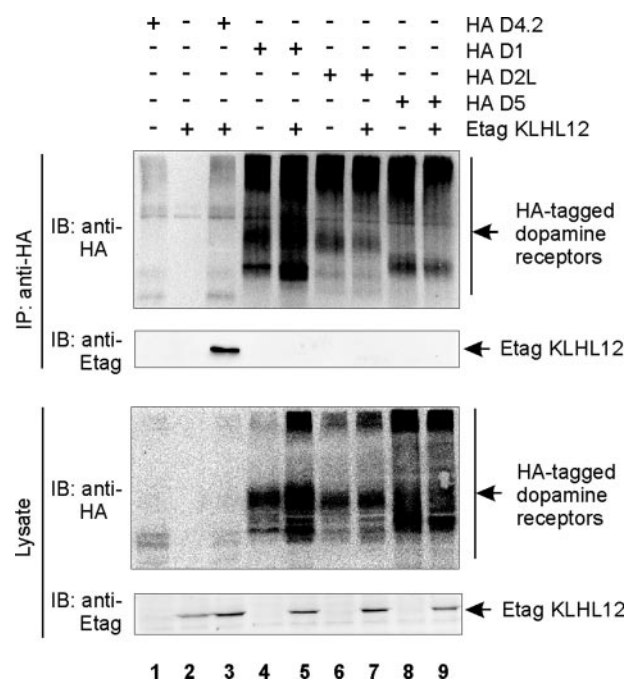 + - + - - - - - - HA D4.2
- - - + + - - - - HA D1
- - - - - + + - - HA D2L
- - - - - - - + + HA D5
- + + - + - + - + Etag KLHL12
IP: anti-HA
IB: anti-
HA
HA-tagged
dopamine
receptors
IB: anti-
Etag
Etag KLHL12
Lysate
IB: anti-
HA
HA-tagged
dopamine
receptors
IB: anti-
Etag
Etag KLHL12
1 2 3 4 5 6 7 8 9